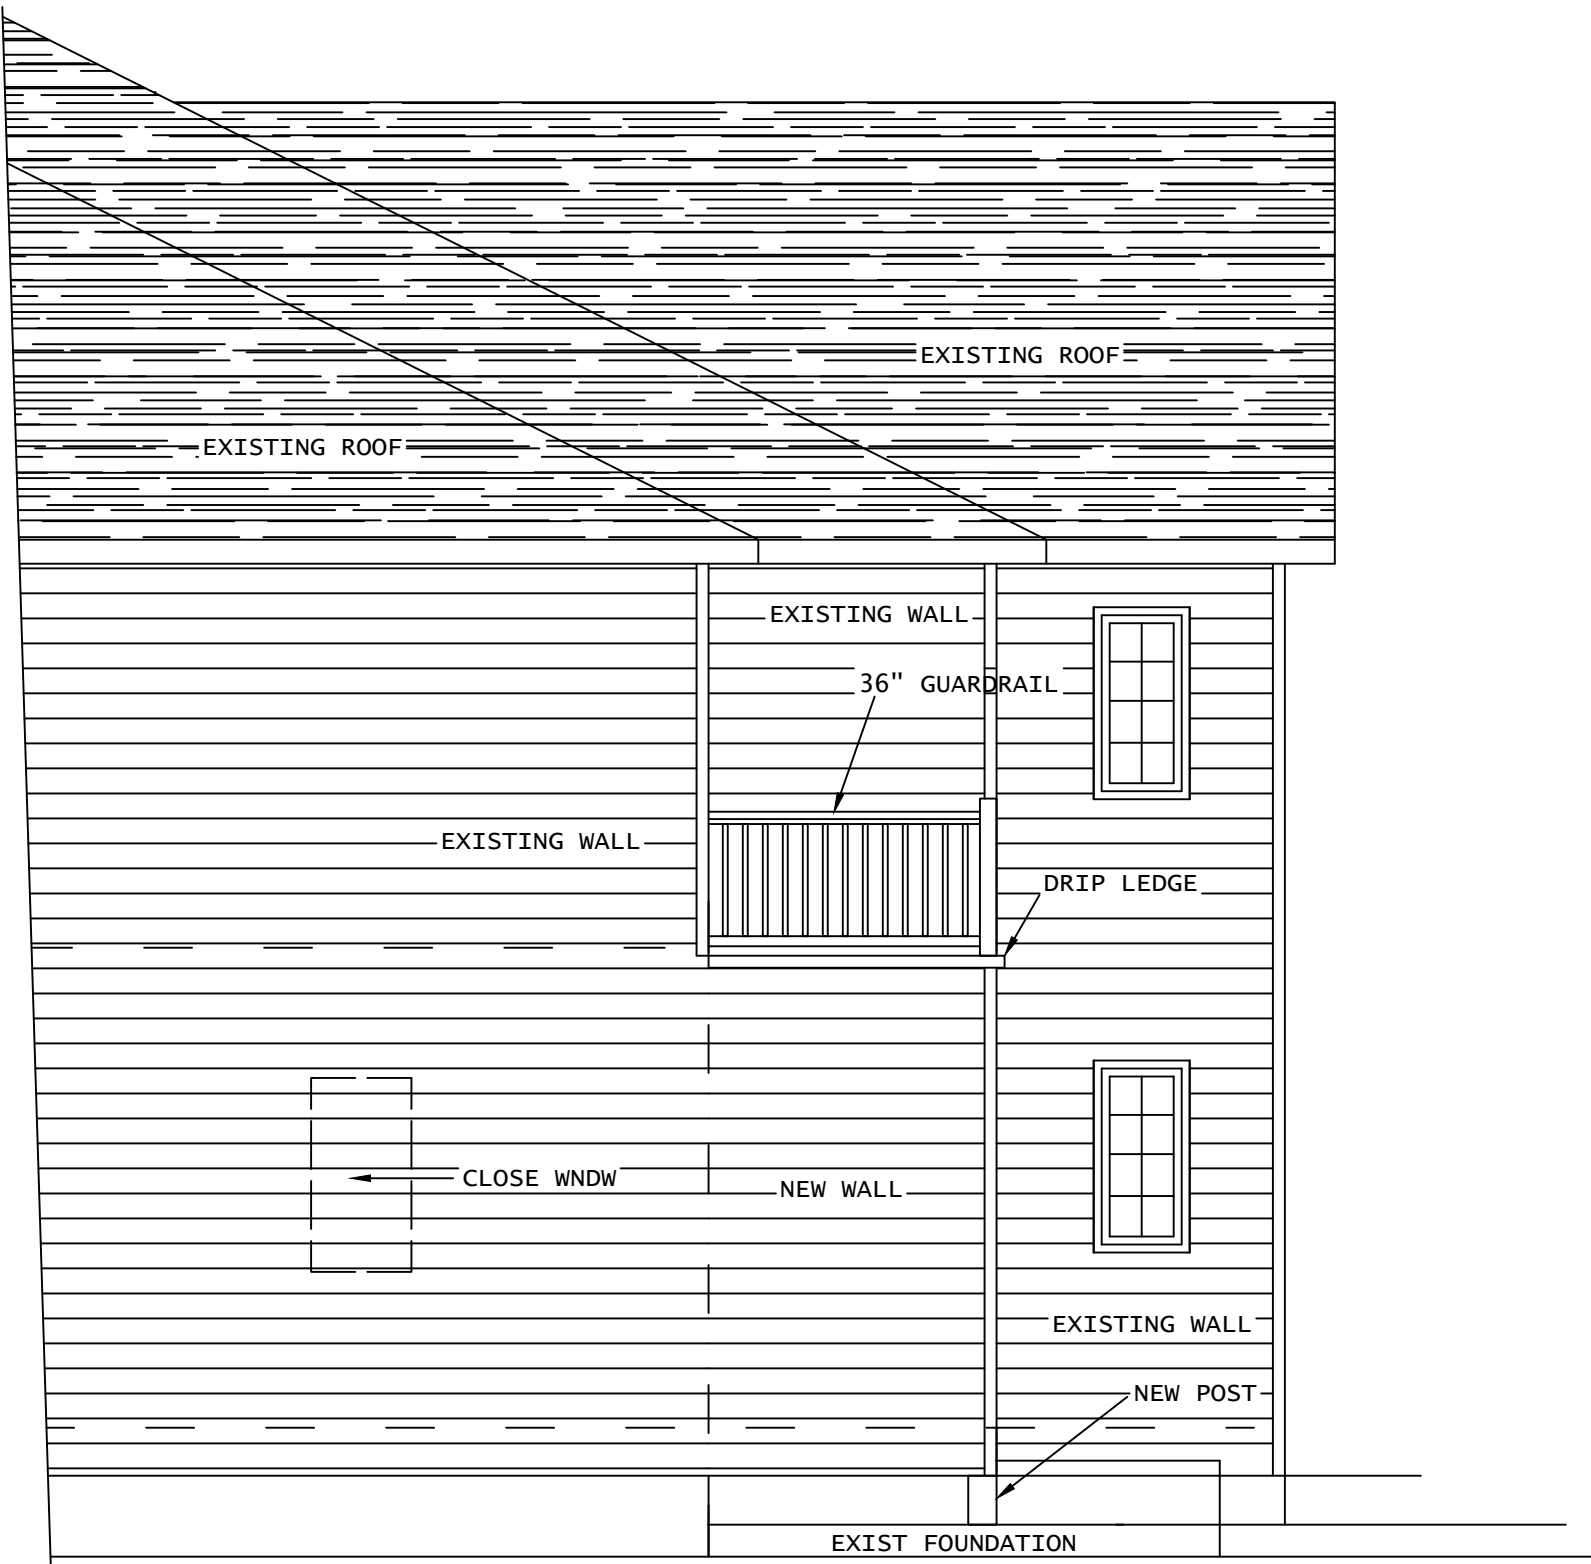 EXISTING ROOF
EXISTING ROOF
EXISTING WALL
36" GUARDRAIL
EXISTING WALL
DRIP LEDGE
CLOSE WNDW
NEW WALL
EXISTING WALL
NEW POST
EXIST FOUNDATION